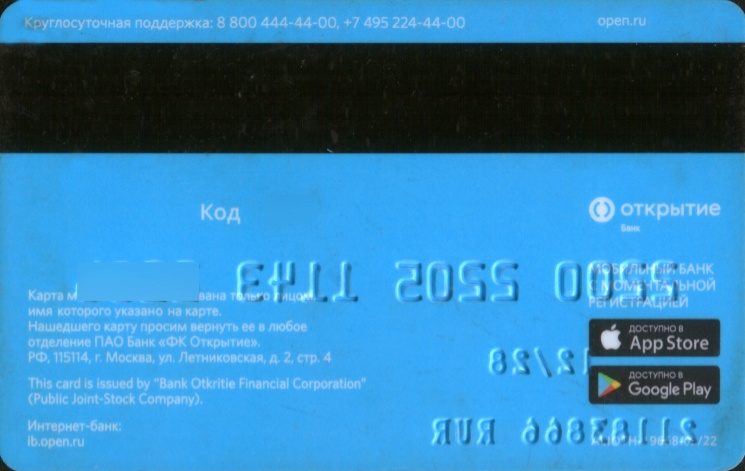 Круглосуточная поддержка: 8 800 444-44-00, +7 495 224-44-00
open.ru
Код
открытие
Банк
МОБИЛЬНЫЙ БАНК
С МОМЕНТАЛЬНОЙ
РЕГИСТРАЦИЕЙ
Карта только лицом,
имя которого указано на карте.
Нашедшего карту просим вернуть ее в любое
отделение ПАО Банк «ФК Открытие».
РФ, 115114, г. Москва, ул. Летниковская, д. 2, стр. 4
This card is issued by "Bank Otkritie Financial Corporation"
(Public Joint-Stock Company).
Интернет-банк:
ib.open.ru
ДОСТУПНО В
App Store
ДОСТУПНО В
Google Play
12/28
RUR